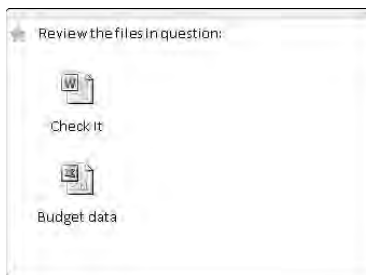 Review the files in question:
W
Check It
Budget data